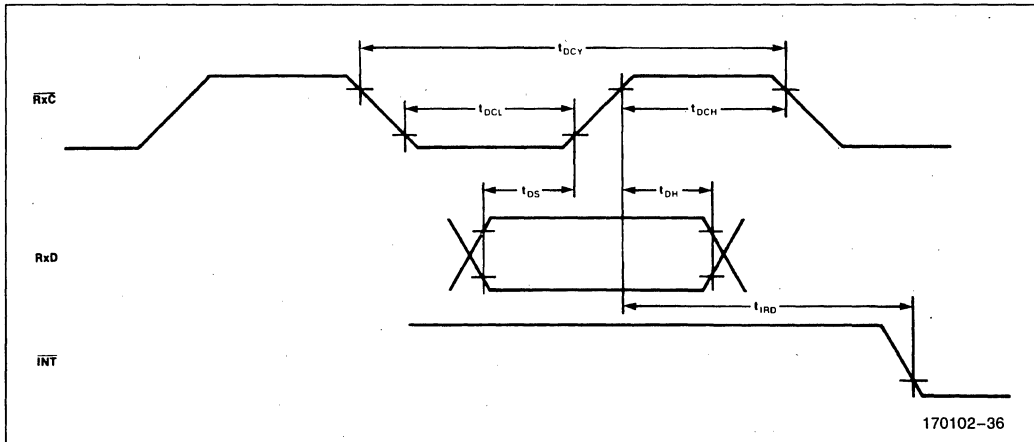 tDCY
RxC
tDCL
tDCH
tDS
tDH
RxD
tIRD
INT
170102–36